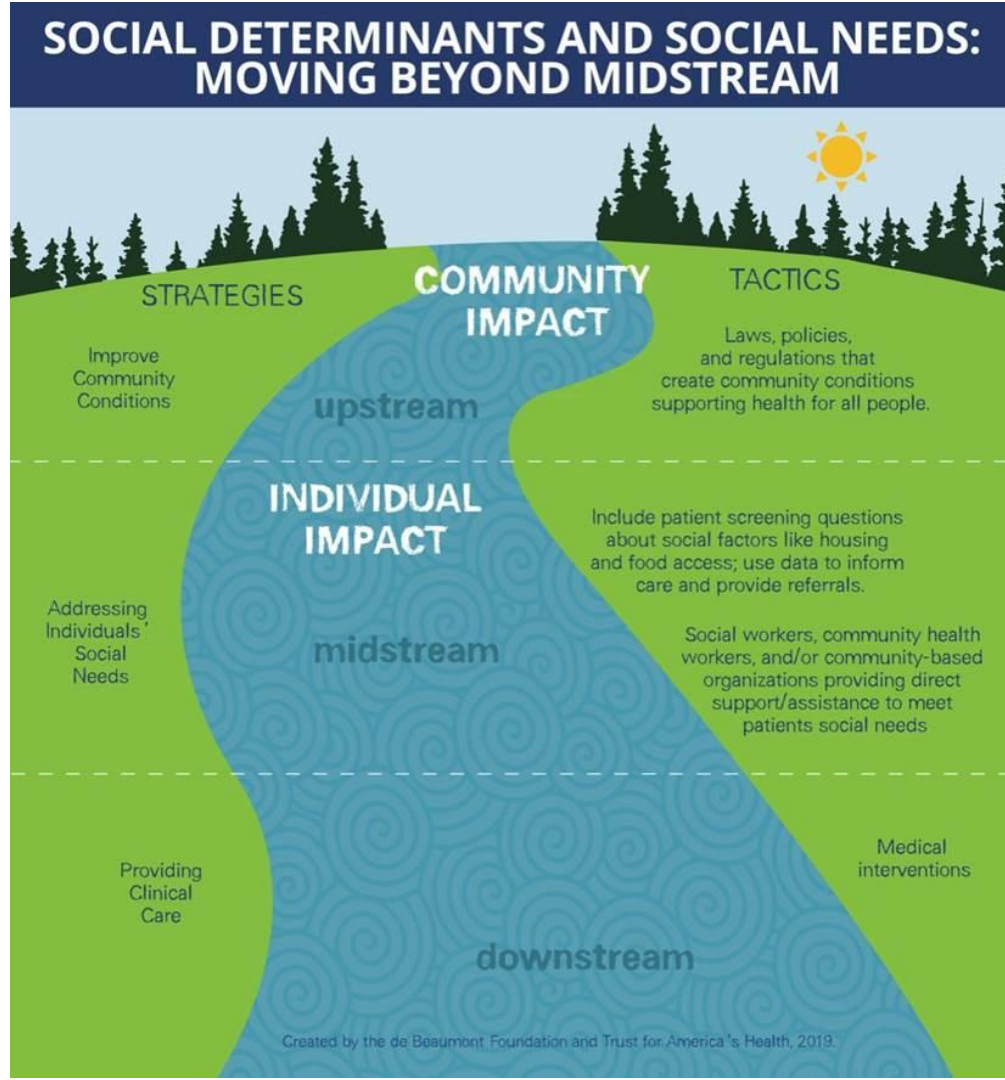 SOCIAL DETERMINANTS AND SOCIAL NEEDS:
MOVING BEYOND MIDSTREAM
STRATEGIES
COMMUNITY
IMPACT
TACTICS
Improve
Community
Conditions
upstream
Laws, policies,
and regulations that
create community conditions
supporting health for all people.
INDIVIDUAL
IMPACT
Addressing
Individuals'
Social
Needs
midstream
Include patient screening questions
about social factors like housing
and food access; use data to inform
care and provide referrals.
Social workers, community health
workers, and/or community-based
organizations providing direct
support/assistance to meet
patients social needs
Providing
Clinical
Care
downstream
Medical
interventions
Created by the de Beaumont Foundation and Trust for America's Health, 2019.